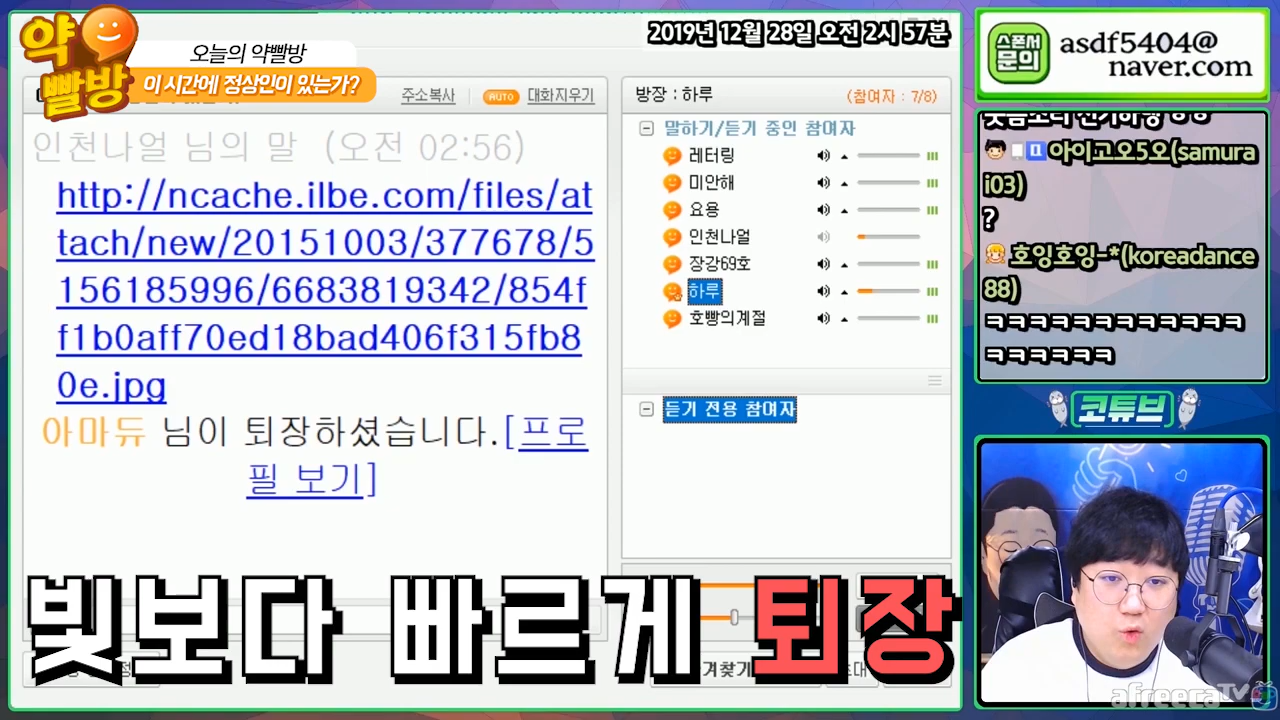 약
빨방
오늘의 약빨방
이 시간에 정상인이 있는가?
2019년 12월 28일 오전 2시 57분
주소복사
AUTO
대화지우기
인천나얼 님의 말 (오전 02:56)
http://ncache.ilbe.com/files/at
tach/new/20151003/377678/5
156185996/6683819342/854f
f1b0aff70ed18bad406f315fb8
0e.jpg
아마듀 님이 퇴장하셨습니다.[프로
필 보기]
방장 : 하루
(참여자 : 7/8)
말하기/듣기 중인 참여자
레터링
미안해
요용
인천나얼
장강69호
하루
호빵의계절
듣기 전용 참여자
빛보다 빠르게 퇴장
스폰서
문의
asdf5404@
naver.com
아이고오5오(samura
i03)
?
호잉호잉-*(koreadance
88)
ㅋㅋㅋㅋㅋㅋㅋㅋㅋㅋㅋㅋ
ㅋㅋㅋㅋㅋㅋ
코튜브
afreecaTV